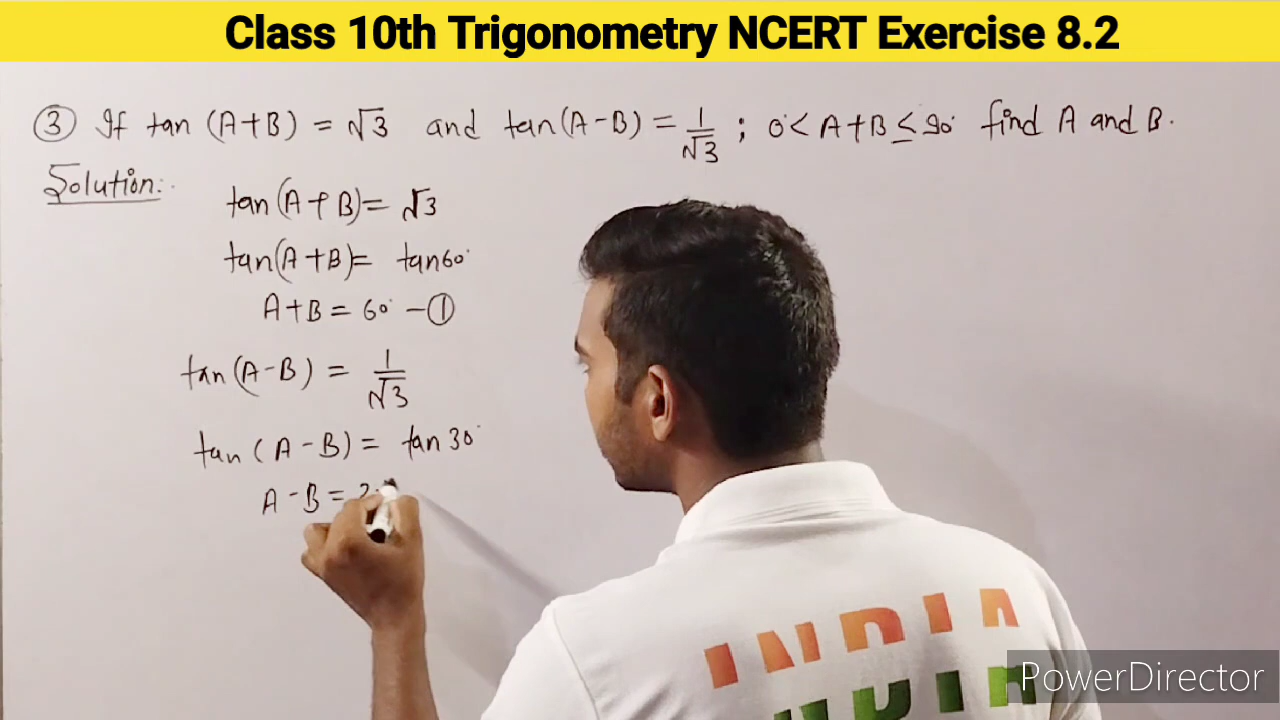 Class 10th Trigonometry NCERT Exercise 8.2
③ If tan (A+B) = √3 and tan(A-B) = 1/√3 ; 0°< A+B ≤ 90° find A and B.
Solution:-
tan(A+B)= √3
tan(A+B)= tan60°
A+B = 60° -①
tan(A-B) = 1/√3
tan(A-B) = tan 30°
A-B =
INDIA
INDIA
PowerDirector